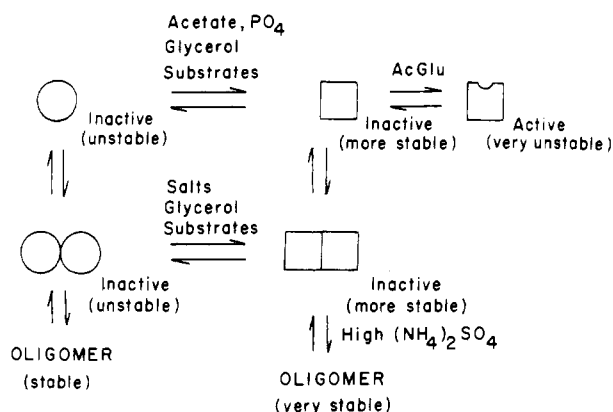 Acetate, PO4
Glycerol
Substrates
AcGlu
Inactive
(unstable)
Inactive
(more stable)
Active
(very unstable)
Salts
Glycerol
Substrates
Inactive
(unstable)
Inactive
(more stable)
High (NH4)2SO4
OLIGOMER
(stable)
OLIGOMER
(very stable)